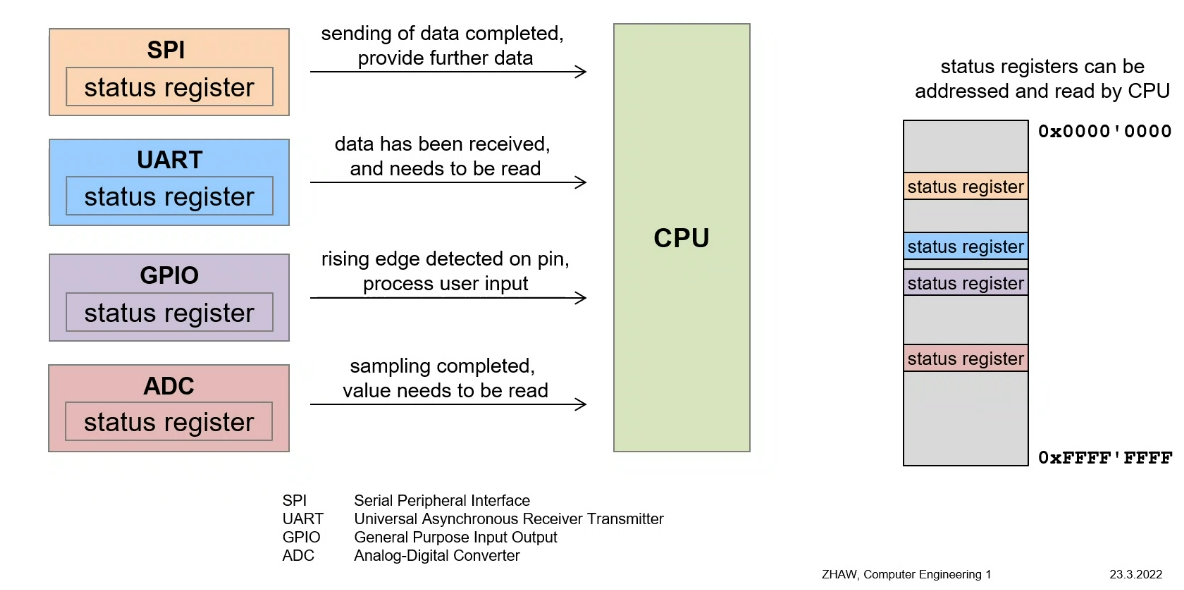 SPI
status register
sending of data completed,
provide further data
UART
status register
data has been received,
and needs to be read
GPIO
status register
rising edge detected on pin,
process user input
ADC
status register
sampling completed,
value needs to be read
CPU
status registers can be
addressed and read by CPU
0x0000'0000
status register
status register
status register
status register
0xFFFF'FFFF
SPI Serial Peripheral Interface
UART Universal Asynchronous Receiver Transmitter
GPIO General Purpose Input Output
ADC Analog-Digital Converter
ZHAW, Computer Engineering 1
23.3.2022